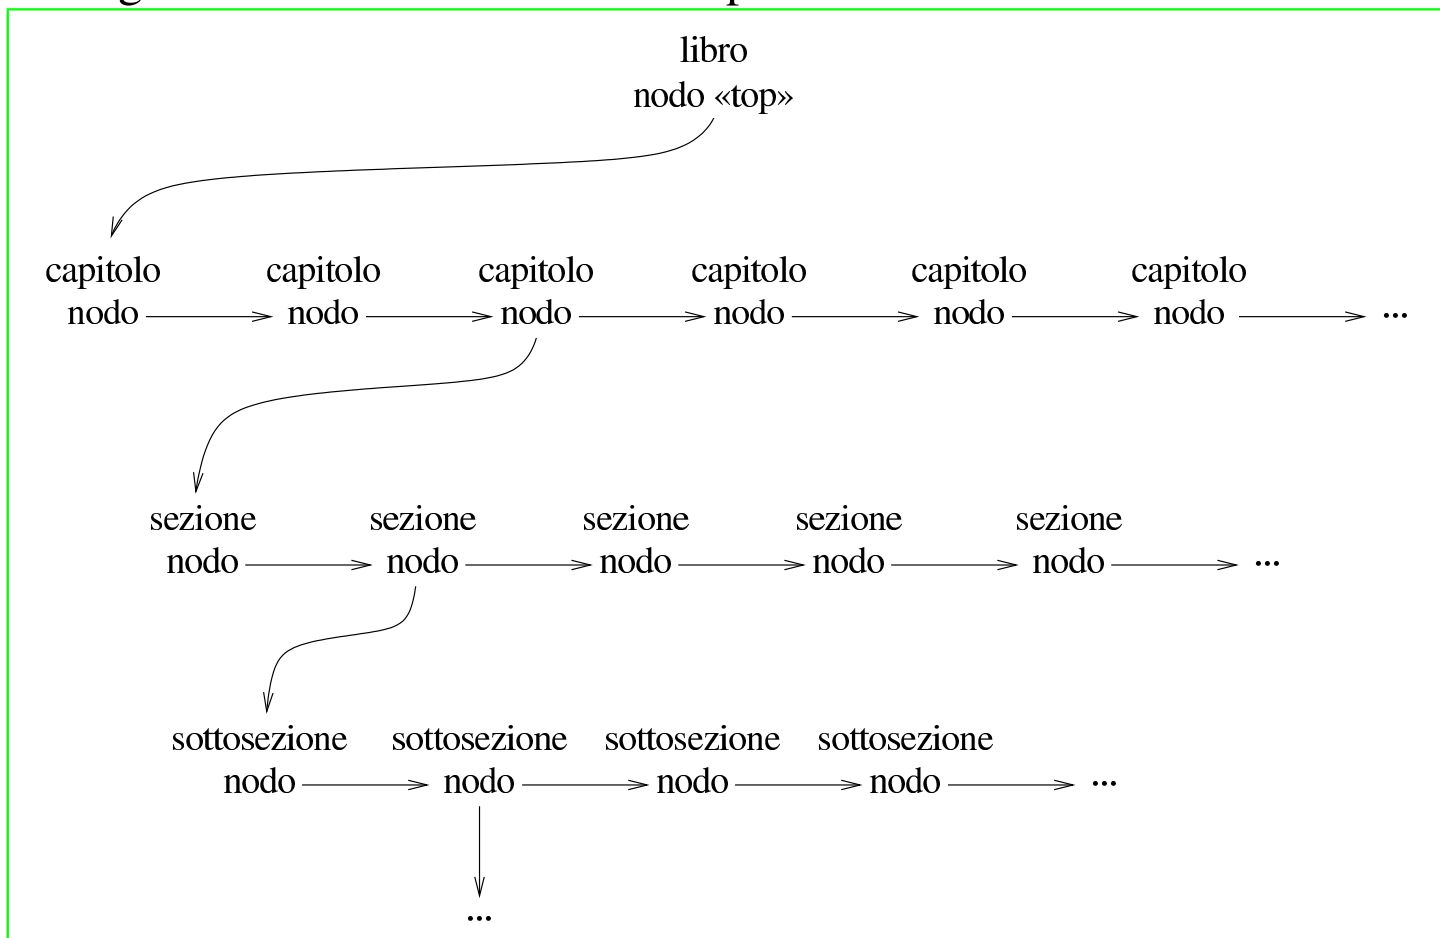 libro
nodo «top»
capitolo capitolo capitolo capitolo capitolo capitolo
nodo nodo nodo nodo nodo nodo ...
sezione sezione sezione sezione sezione
nodo nodo nodo nodo nodo ...
sottosezione sottosezione sottosezione sottosezione
nodo nodo nodo nodo ...
...